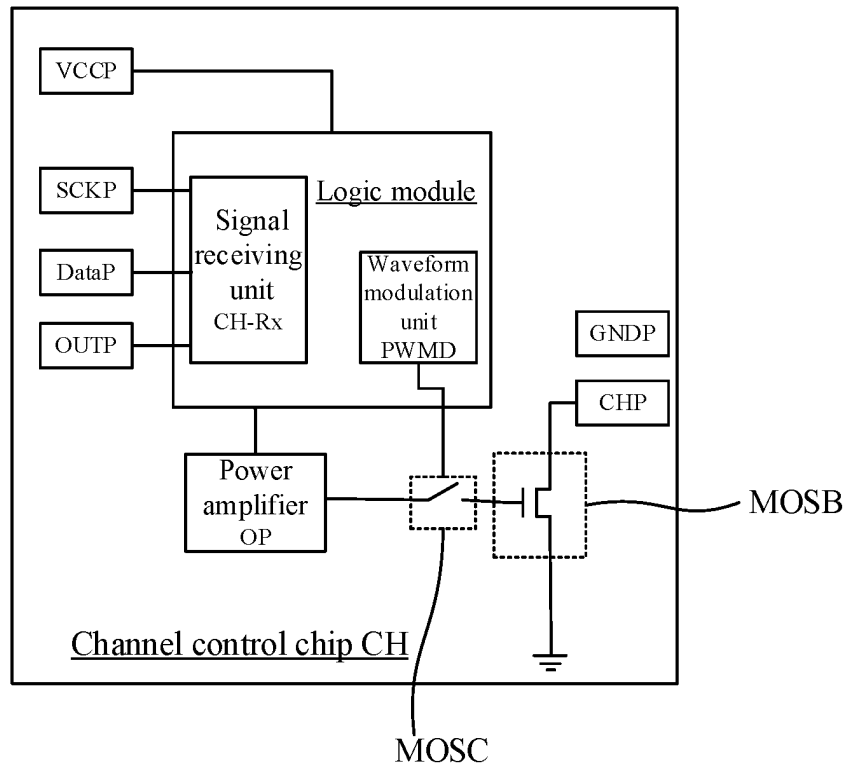 VCCP
SCKP
DataP
OUTP
Signal
receiving
unit
CH-Rx
Logic module
Waveform
modulation
unit
PWMD
GNDP
CHP
Power
amplifier
OP
MOSB
Channel control chip CH
MOSC